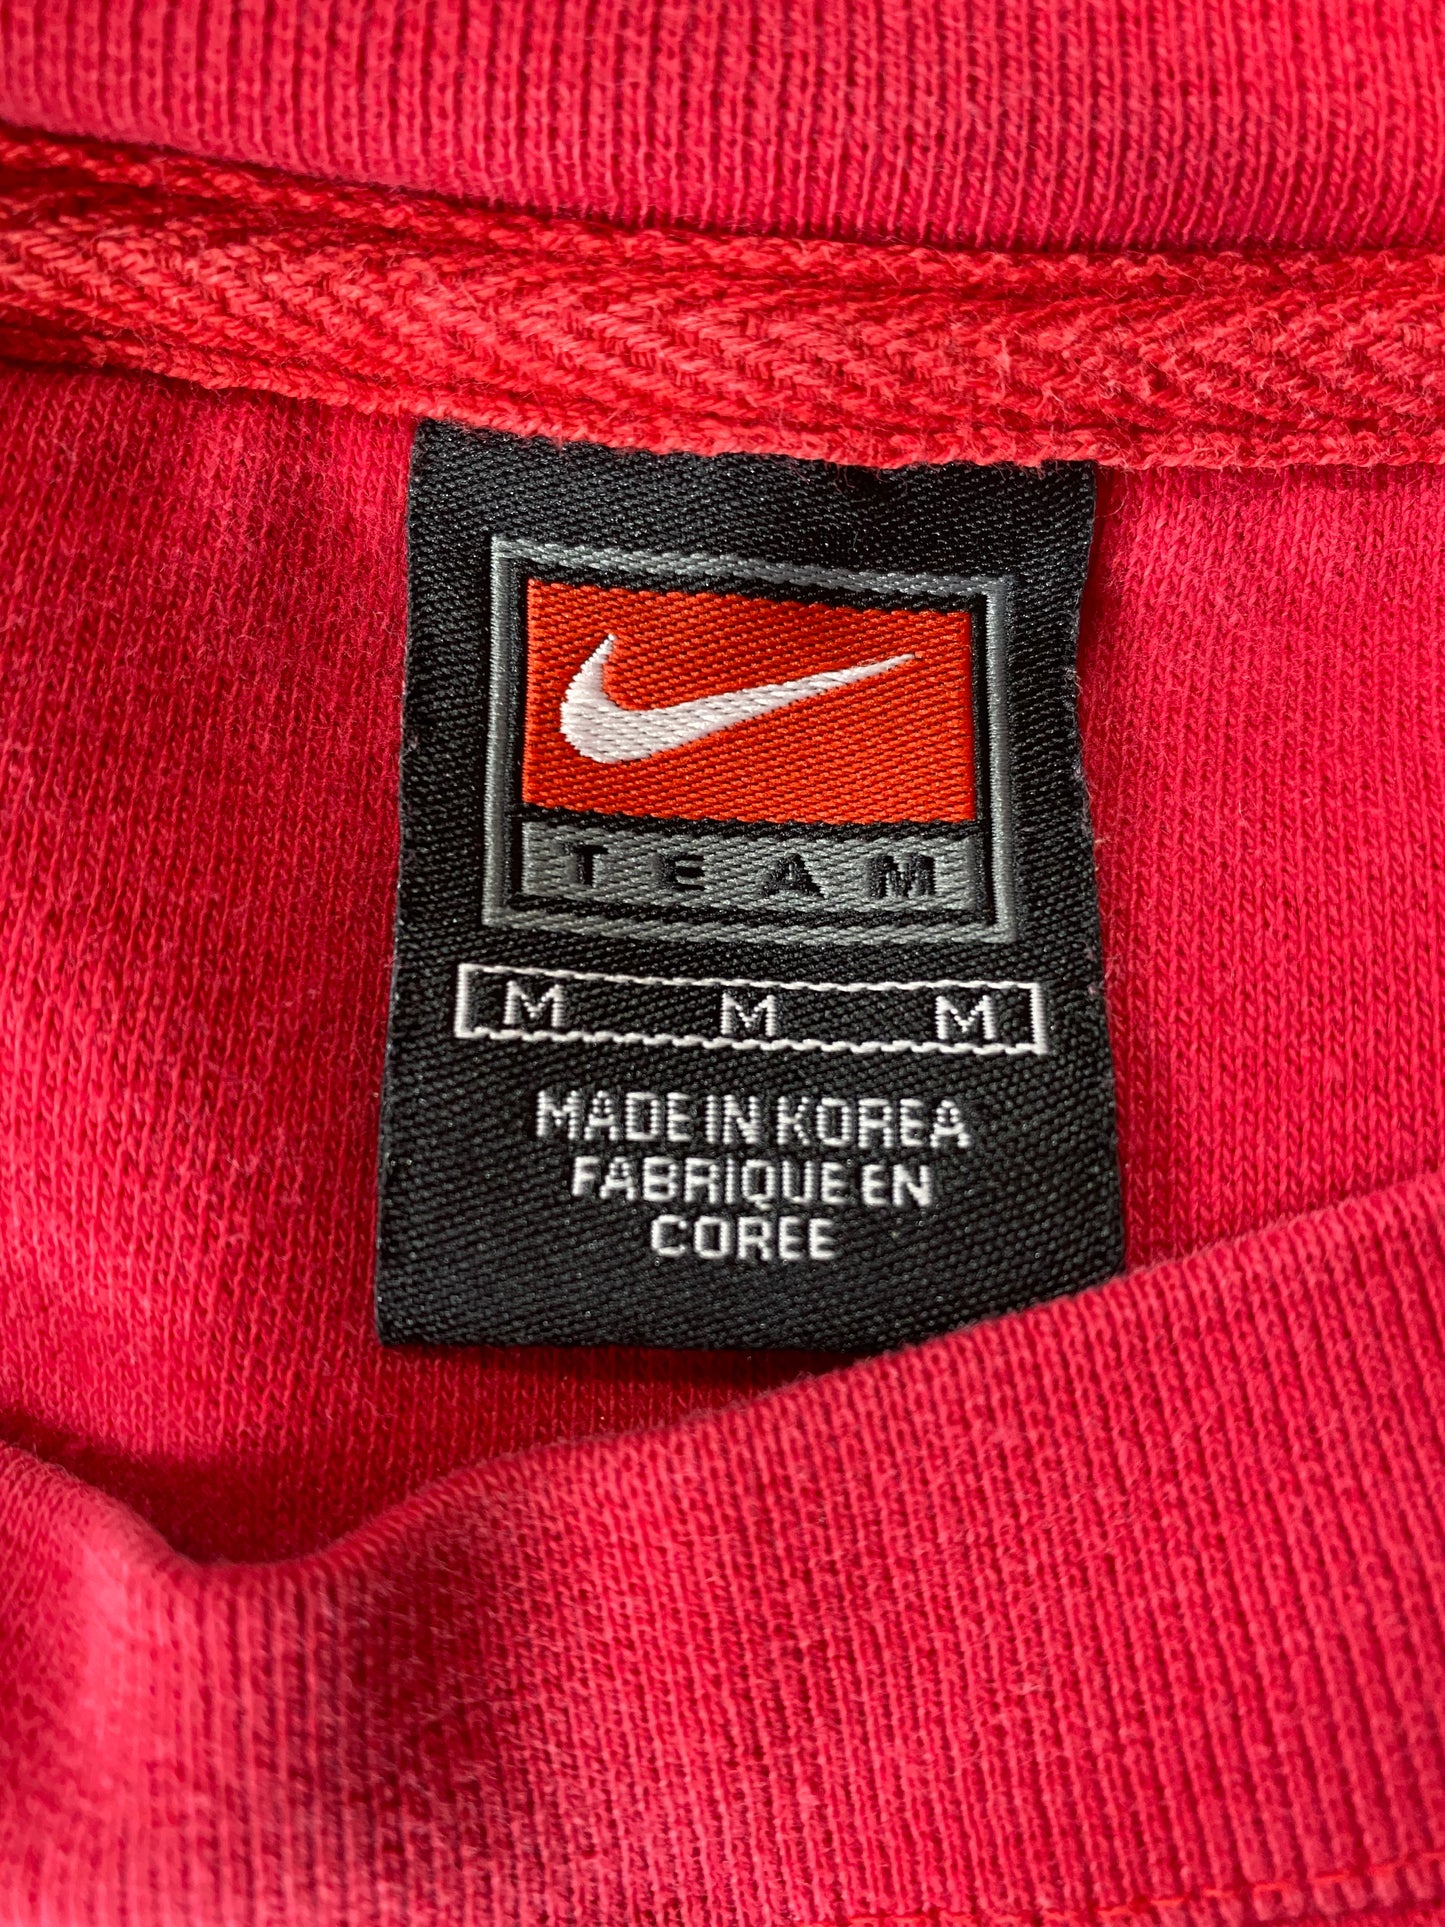 TEAM
M M M
MADE IN KOREA
FABRIQUE EN
COREE